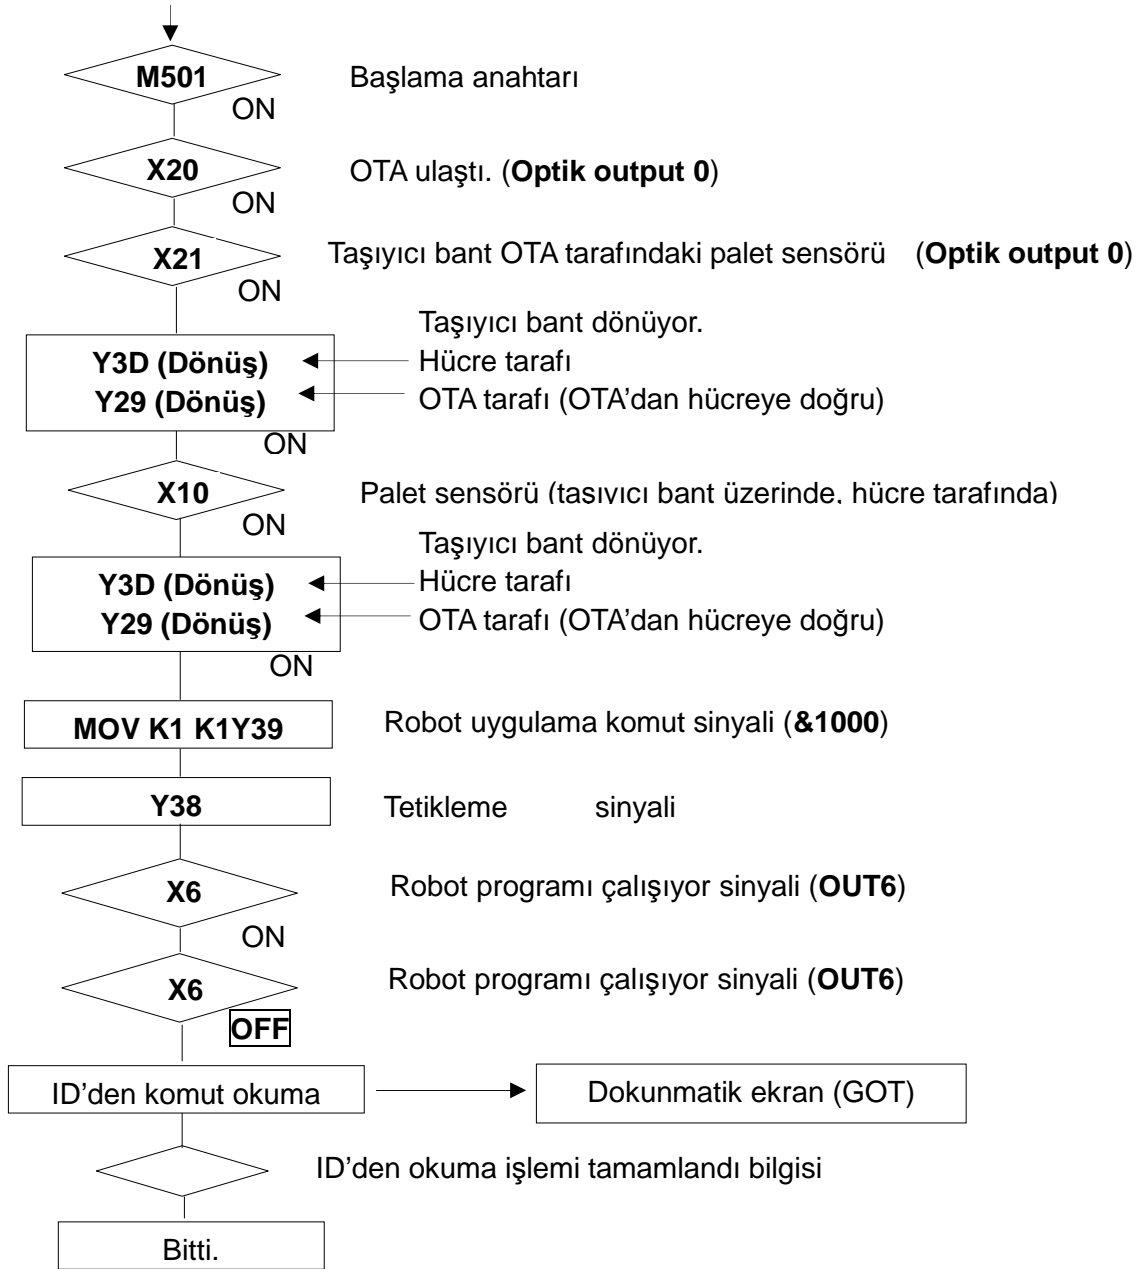 M501
Başlama anahtarı
ON
X20
OTA ulaştı. (Optik output 0)
ON
X21
Taşıyıcı bant OTA tarafındaki palet sensörü (Optik output 0)
ON
Taşıyıcı bant dönüyor.
Y3D (Dönüş)
Hücre tarafı
Y29 (Dönüş)
OTA tarafı (OTA’dan hücreye doğru)
ON
X10
Palet sensörü (taşıyıcı bant üzerinde, hücre tarafında)
ON
Taşıyıcı bant dönüyor.
Y3D (Dönüş)
Hücre tarafı
Y29 (Dönüş)
OTA tarafı (OTA’dan hücreye doğru)
ON
MOV K1 K1Y39
Robot uygulama komut sinyali (&1000)
Y38
Tetikleme sinyali
X6
Robot programı çalışıyor sinyali (OUT6)
ON
X6
Robot programı çalışıyor sinyali (OUT6)
OFF
ID’den komut okuma
Dokunmatik ekran (GOT)
ID’den okuma işlemi tamamlandı bilgisi
Bitti.